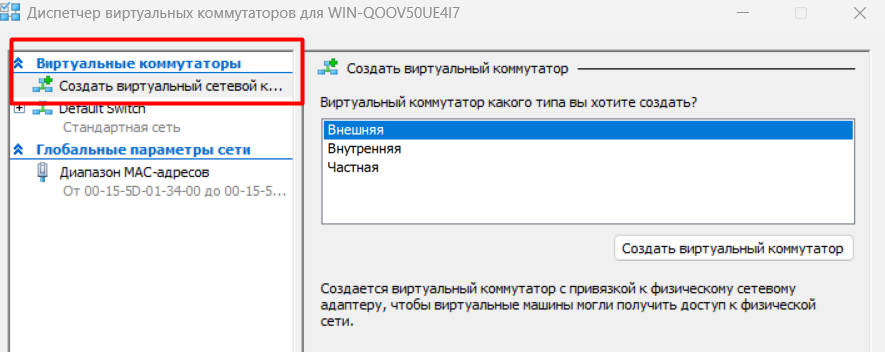 Диспетчер виртуальных коммутаторов для WIN-QOOV50UE4I7
Виртуальные коммутаторы
Создать виртуальный сетевой к...
Default Switch
Стандартная сеть
Глобальные параметры сети
Диапазон MAC-адресов
От 00-15-5D-01-34-00 до 00-15-5...
Создать виртуальный коммутатор
Виртуальный коммутатор какого типа вы хотите создать?
Внешняя
Внутренняя
Частная
Создать виртуальный коммутатор
Создается виртуальный коммутатор с привязкой к физическому сетевому
адаптеру, чтобы виртуальные машины могли получить доступ к физической
сети.